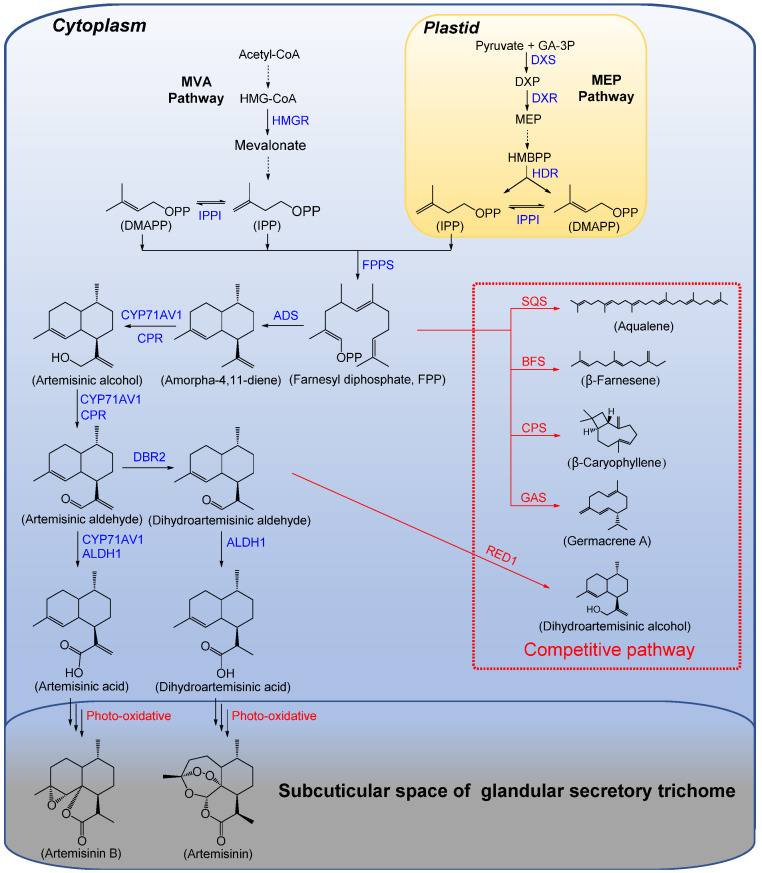 Cytoplasm
Plastid
Acetyl-CoA
Pyruvate + GA-3P
DXS
MVA
Pathway
DXP
MEP
Pathway
HMG-CoA
DXR
HMGR
MEP
Mevalonate
HMBPP
HDR
OPP
IPPI
OPP
(DMAPP)
(IPP)
OPP
IPPI
OPP
(IPP)
(DMAPP)
FPPS
CYP71AV1
CPR
ADS
HO
OPP
(Artemisinic alcohol)
(Amorpha-4,11-diene)
(Farnesyl diphosphate, FPP)
SQS
(Aqualene)
BFS
(β-Farnesene)
CPS
H
H
(β-Caryophyllene)
GAS
(Germacrene A)
CYP71AV1
CPR
DBR2
O
O
(Artemisinic aldehyde)
(Dihydroartemisinic aldehyde)
CYP71AV1
ALDH1
ALDH1
RED1
HO
(Dihydroartemisinic alcohol)
Competitive pathway
O
OH
O
OH
(Artemisinic acid)
(Dihydroartemisinic acid)
Photo-oxidative
Photo-oxidative
O
O
O
O
O
O
O
O
(Artemisinin B)
(Artemisinin)
Subcuticular space of glandular secretory trichome